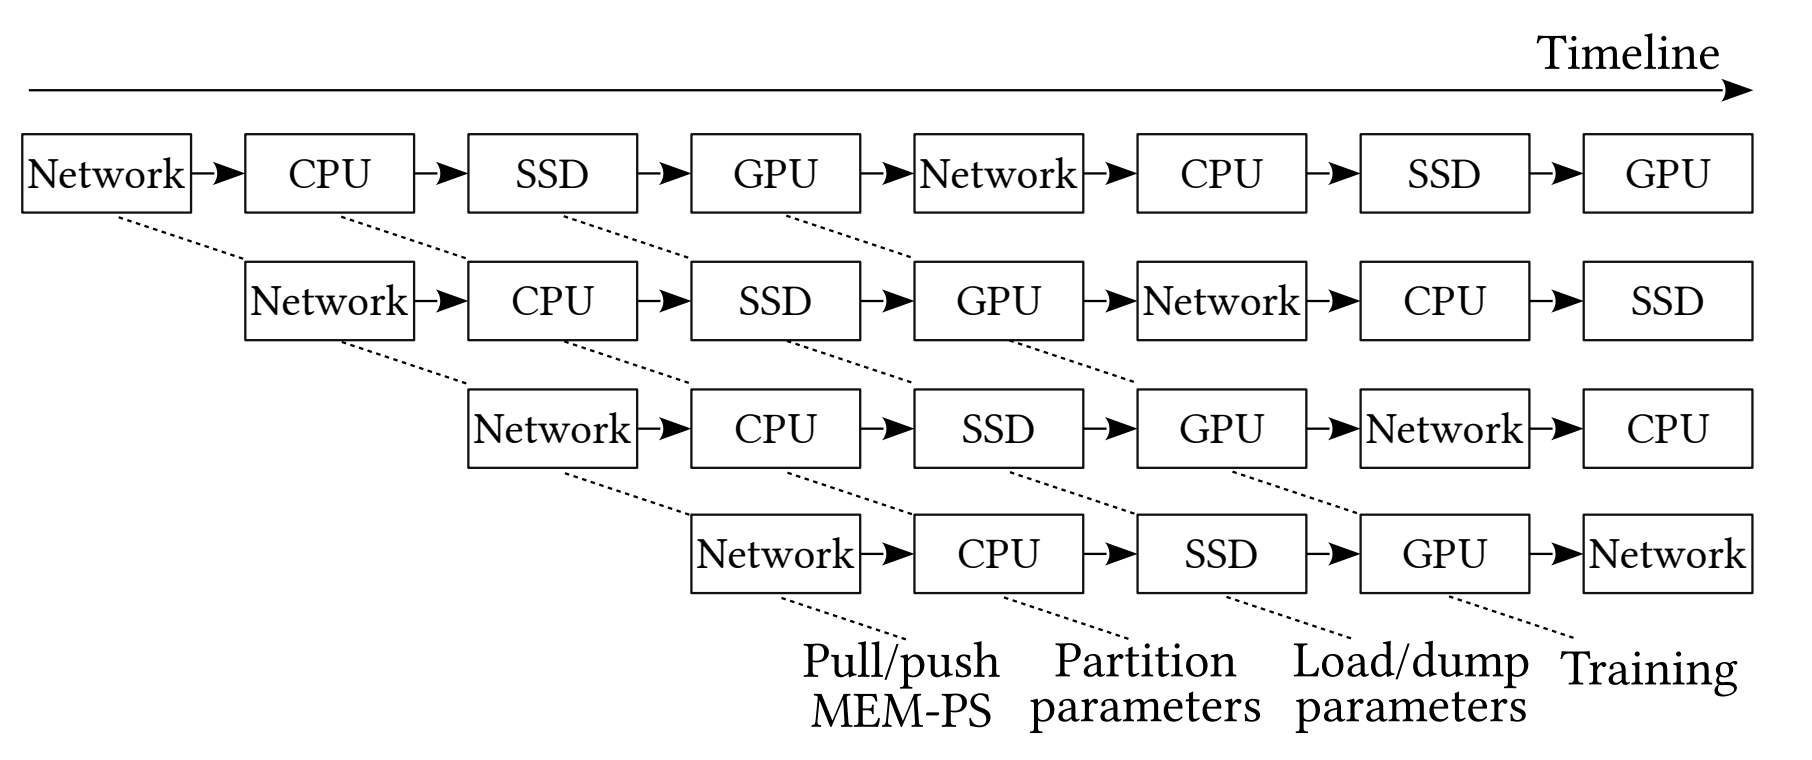 Timeline
Network CPU SSD GPU Network CPU SSD GPU
Network CPU SSD GPU Network CPU SSD
Network CPU SSD GPU Network CPU
Network CPU SSD GPU Network
Pull/push Partition Load/dump Training
MEM-PS parameters parameters